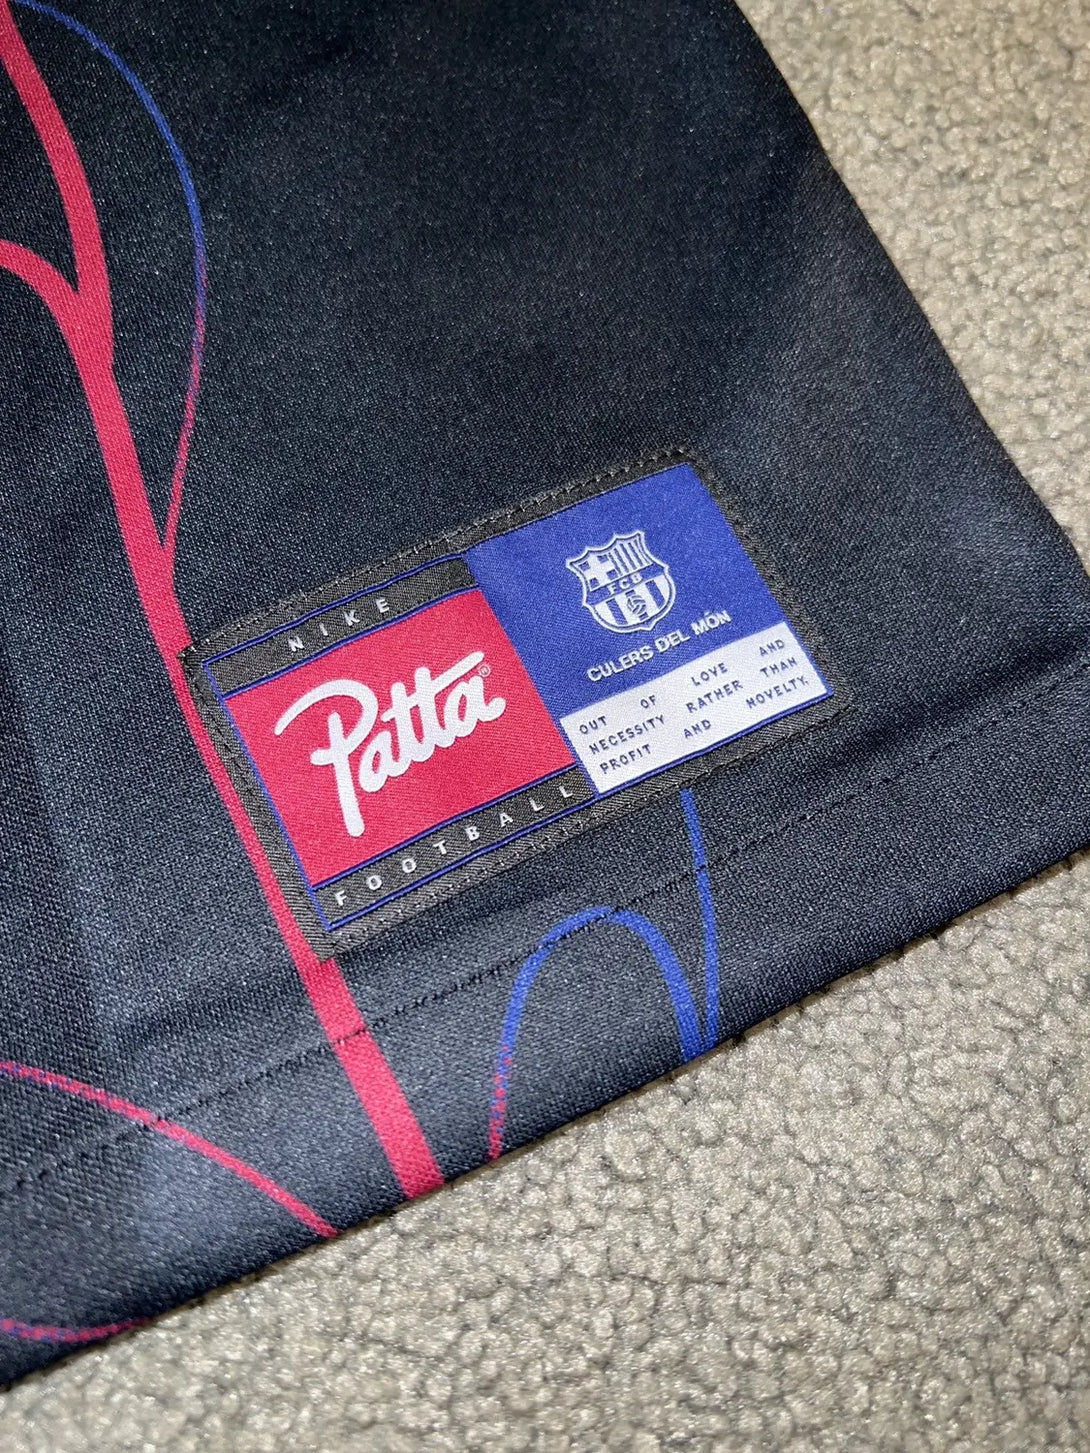 NIKE
Patta®
FOOTBALL
FCB
CULERS DEL MÓN
OUT OF LOVE AND
NECESSITY RATHER THAN
PROFIT AND NOVELTY.